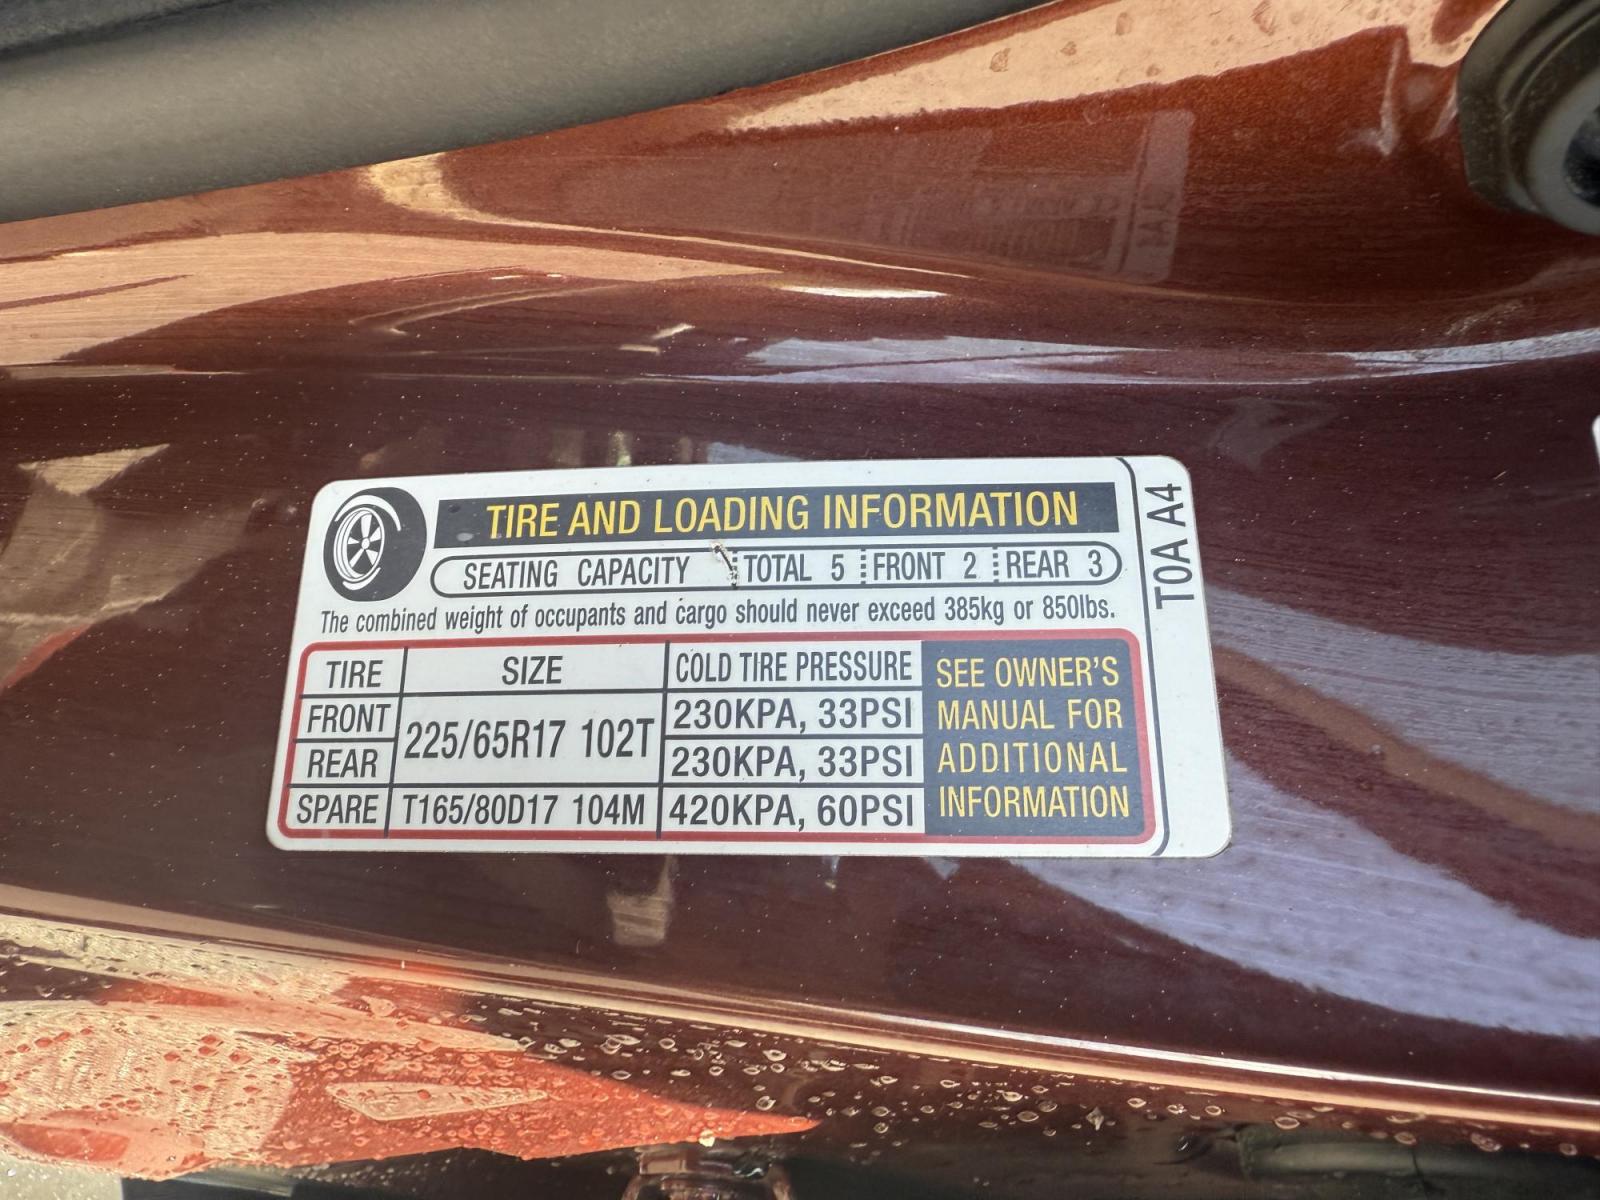 TIRE AND LOADING INFORMATION
SEATING CAPACITY TOTAL 5 FRONT 2 REAR 3
The combined weight of occupants and cargo should never exceed 385kg or 850lbs.
TIRE SIZE COLD TIRE PRESSURE
FRONT 225/65R17 102T 230KPA, 33PSI
REAR 230KPA, 33PSI
SPARE T165/80D17 104M 420KPA, 60PSI
SEE OWNER'S
MANUAL FOR
ADDITIONAL
INFORMATION
T0A A4